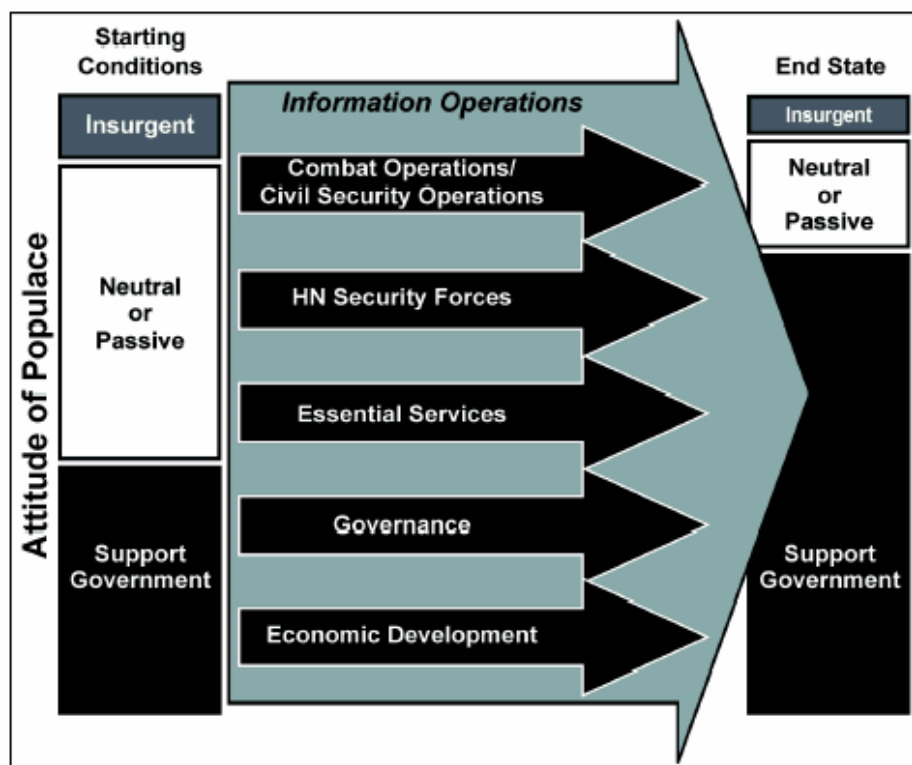 Starting
Conditions
End State
Information Operations
Insurgent
Insurgent
Combat Operations/
Civil Security Operations
Neutral
or
Passive
HN Security Forces
Neutral
or
Passive
Essential Services
Attitude of Populace
Governance
Support
Government
Support
Government
Economic Development